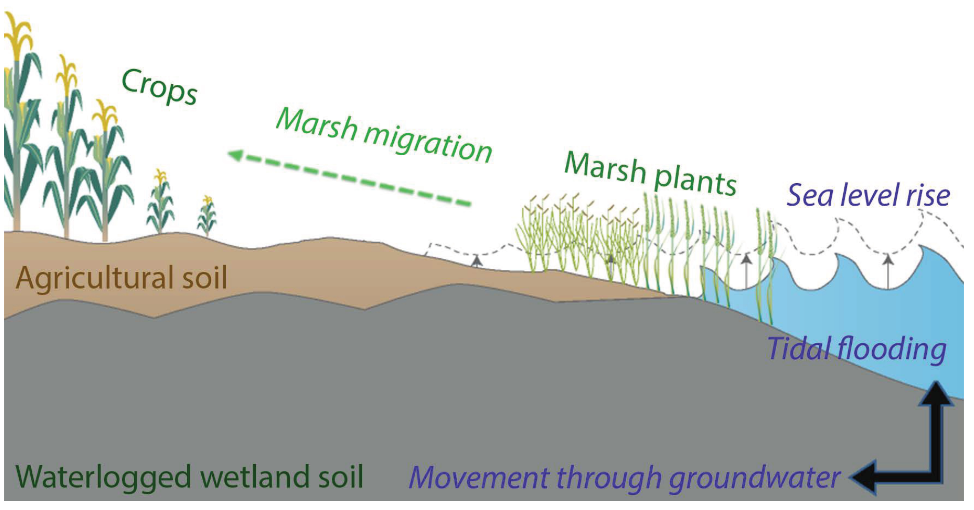 Crops
Marsh migration
Marsh plants
Sea level rise
Agricultural soil
Tidal flooding
Waterlogged wetland soil
Movement through groundwater